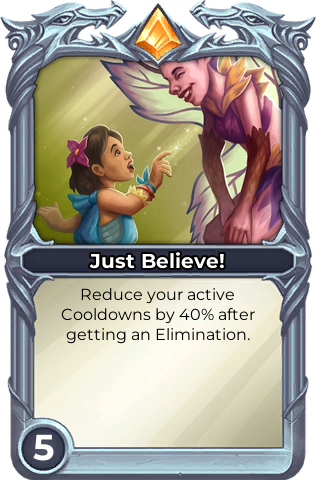 Just Believe!
Reduce your active
Cooldowns by 40% after
getting an Elimination.
5